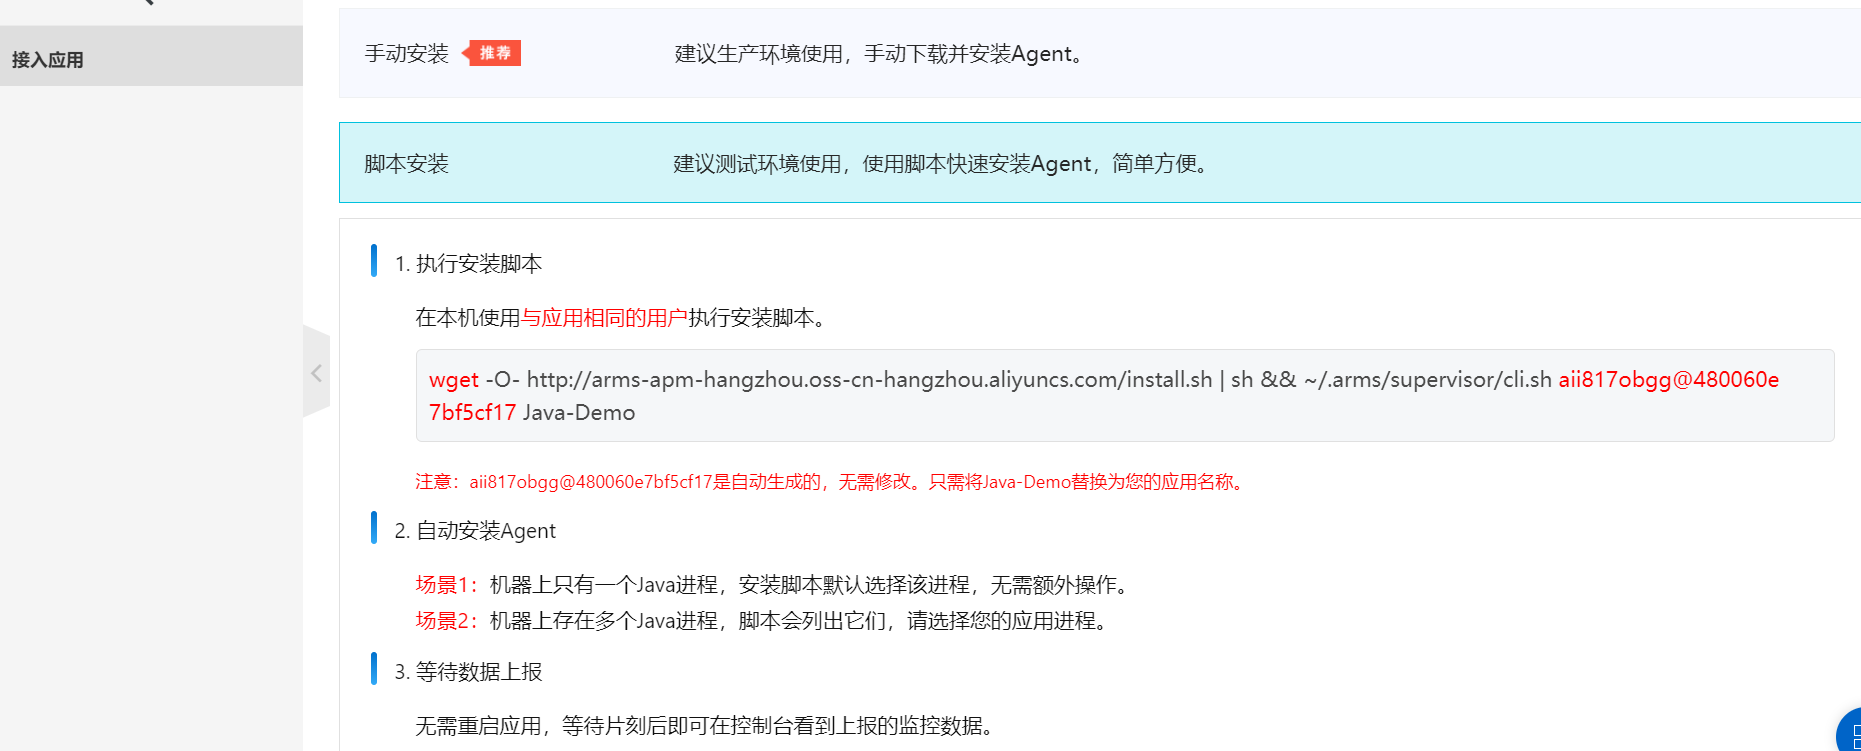 接入应用
手动安装 推荐 建议生产环境使用，手动下载并安装Agent。
脚本安装 建议测试环境使用，使用脚本快速安装Agent，简单方便。
1. 执行安装脚本
在本机使用与应用相同的用户执行安装脚本。
wget -O- http://arms-apm-hangzhou.oss-cn-hangzhou.aliyuncs.com/install.sh | sh && ~/.arms/supervisor/cli.sh aii817obgg@480060e
7bf5cf17 Java-Demo
注意：aii817obgg@480060e7bf5cf17是自动生成的，无需修改。只需将Java-Demo替换为您的应用名称。
2. 自动安装Agent
场景1：机器上只有一个Java进程，安装脚本默认选择该进程，无需额外操作。
场景2：机器上存在多个Java进程，脚本会列出它们，请选择您的应用进程。
3. 等待数据上报
无需重启应用，等待片刻后即可在控制台看到上报的监控数据。